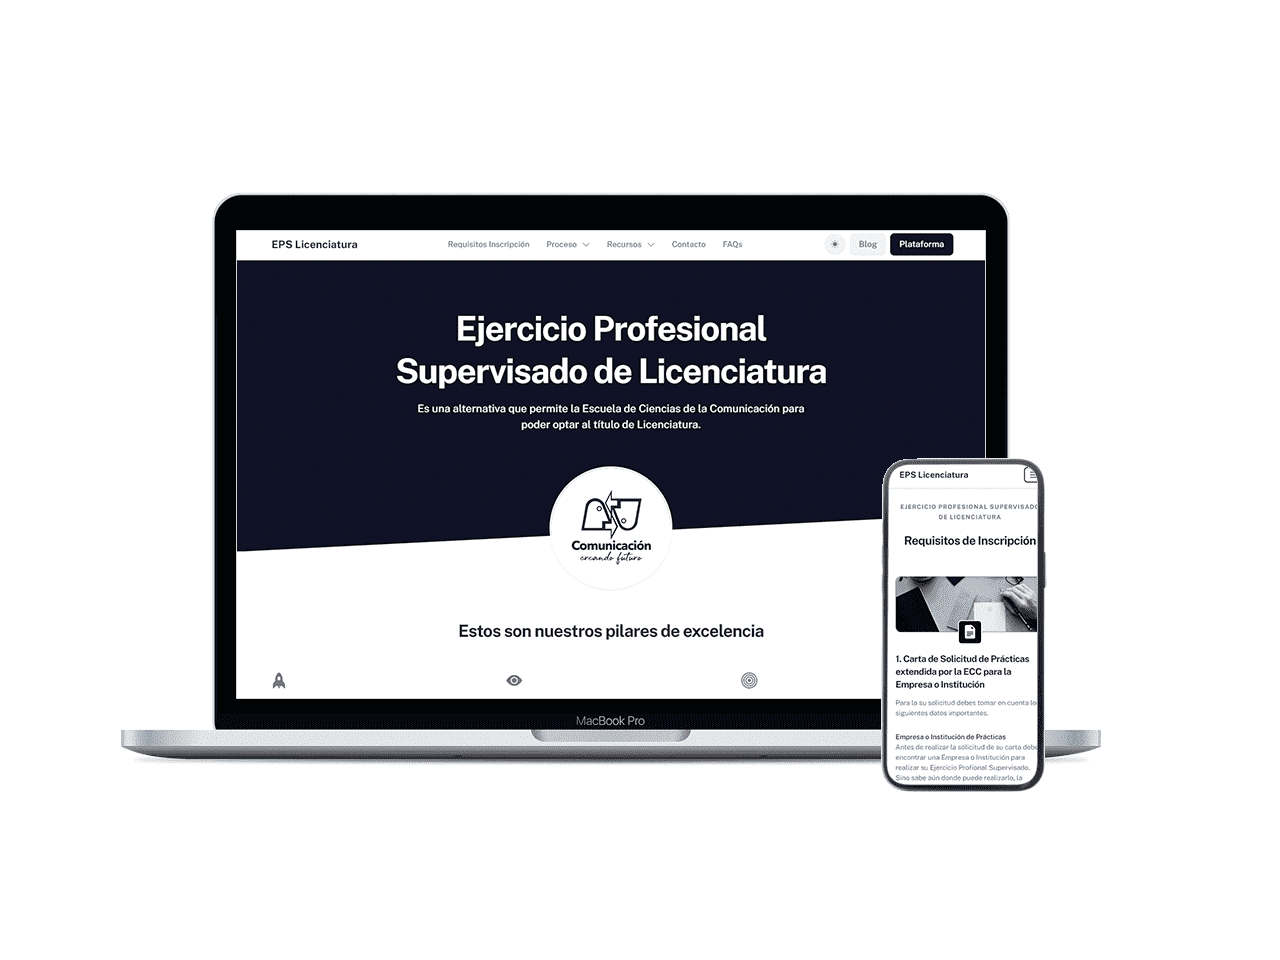 EPS Licenciatura
Requisitos Inscripción Proceso Recursos Contacto FAQs
Blog Plataforma
Ejercicio Profesional
Supervisado de Licenciatura
Es una alternativa que permite la Escuela de Ciencias de la Comunicación para
poder optar al título de Licenciatura.
Comunicación
creando futuro
Estos son nuestros pilares de excelencia
MacBook Pro
EPS Licenciatura
EJERCICIO PROFESIONAL SUPERVISADO
DE LICENCIATURA
Requisitos de Inscripción
1. Carta de Solicitud de Prácticas
extendida por la ECC para la
Empresa o Institución
Para la su solicitud debes tomar en cuenta lo
siguientes datos importantes.
Empresa o Institución de Prácticas
Antes de realizar la solicitud de su carta debe
encontrar una Empresa o Institución para
realizar su Ejercicio Profional Supervisado.
Sino sabe aún donde puede realizarlo, la